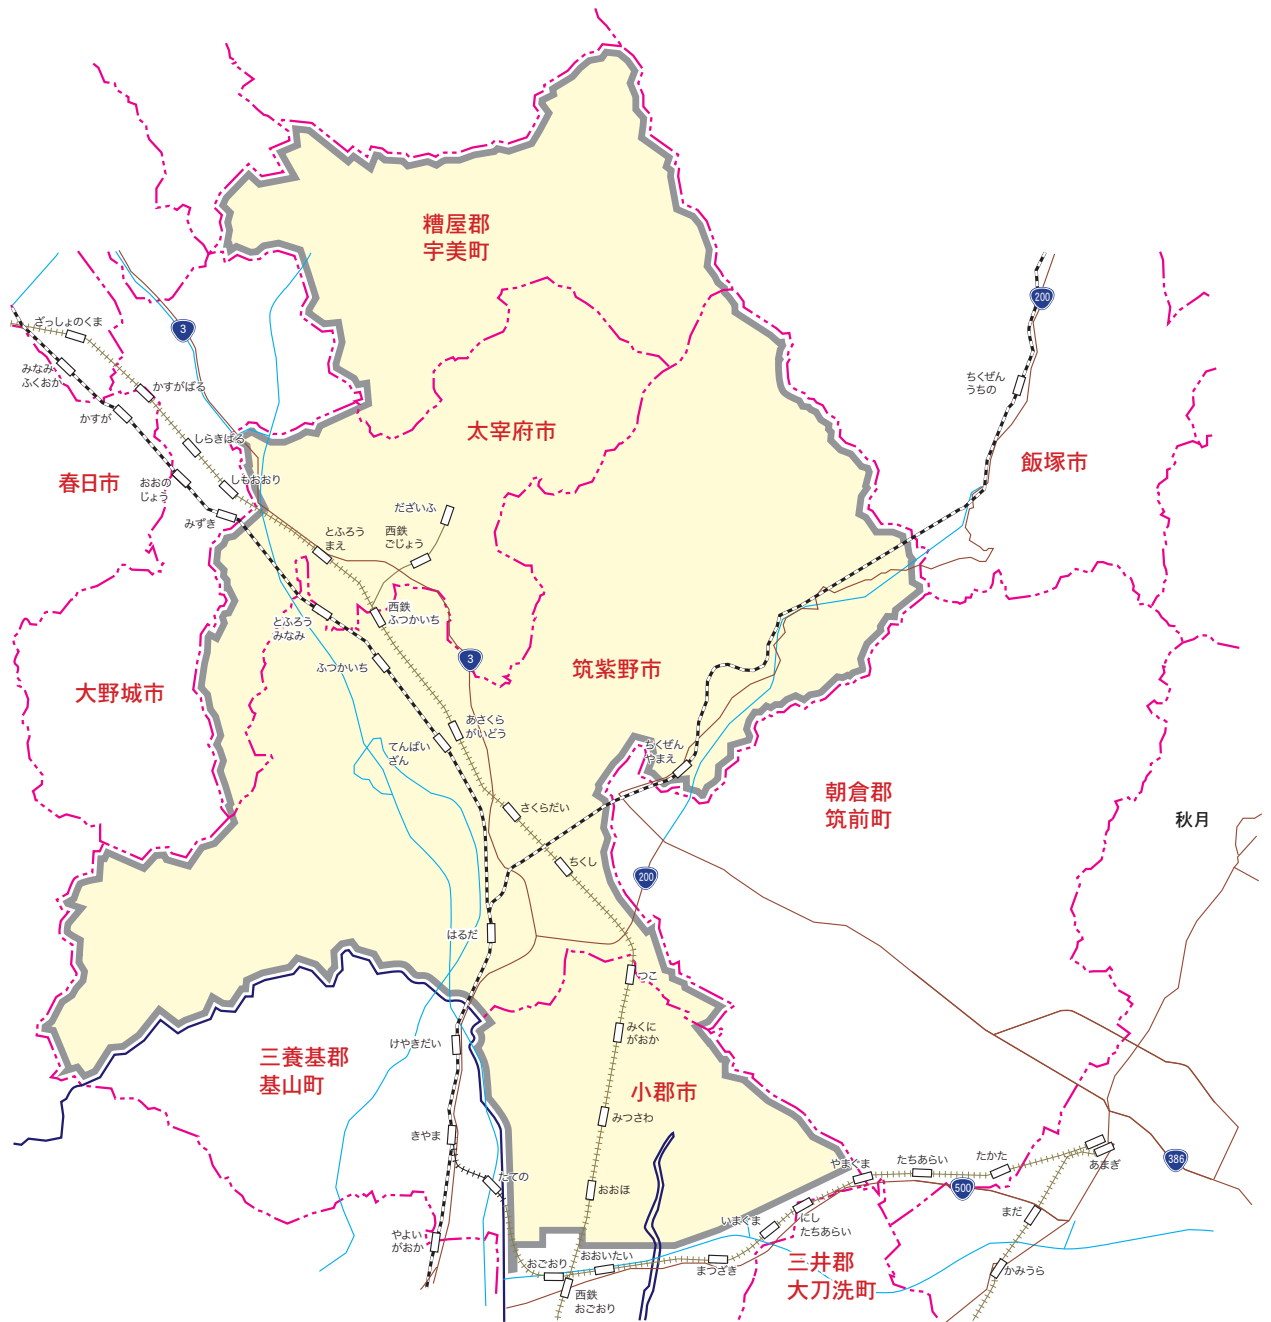 糟屋郡
宇美町
200
ざっしょのくま
3
みなみ
ふくおか
かすがばる
ちくぜん
うちの
かすが
しらきばる
太宰府市
飯塚市
春日市
おおの
じょう
しもおおり
みずき
だざいふ
とふろう
まえ
西鉄
ごじょう
西鉄
ふつかいち
とふろう
みなみ
ふつかいち
3
筑紫野市
大野城市
あさくら
がいどう
てんぱい
ざん
ちくぜん
やまえ
朝倉郡
筑前町
さくらだい
秋月
ちくし
200
はるだ
つこ
みくに
がおか
けやきだい
三養基郡
基山町
小郡市
みつさわ
きやま
やまぐま
たちあらい
たかた
あまぎ
386
たての
おおほ
500
まだ
いまぐま
にし
たちあらい
やよい
がおか
おごおり
おおいたい
まつざき
三井郡
大刀洗町
かみうら
西鉄
おごおり